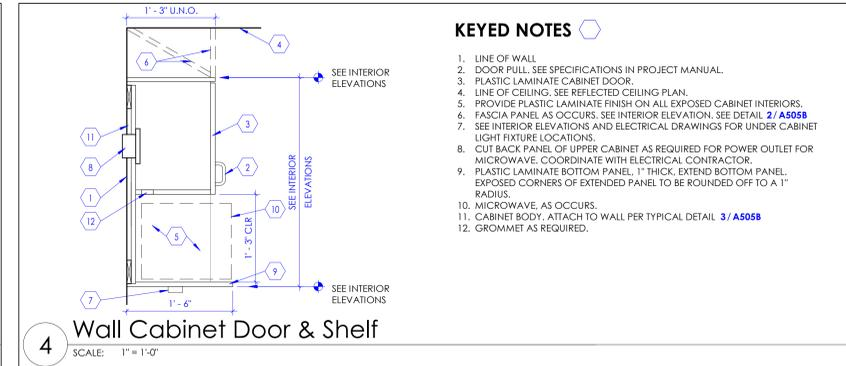 1' - 3" U.N.O.
4
6
SEE INTERIOR
ELEVATIONS
11
3
8
2
1
SEE INTERIOR
ELEVATIONS
12
10
5
1' - 3" CLR
9
SEE INTERIOR
ELEVATIONS
7
1' - 6"
4
Wall Cabinet Door & Shelf
SCALE: 1" = 1'-0"
KEYED NOTES
1. LINE OF WALL
2. DOOR PULL. SEE SPECIFICATIONS IN PROJECT MANUAL.
3. PLASTIC LAMINATE CABINET DOOR.
4. LINE OF CEILING. SEE REFLECTED CEILING PLAN.
5. PROVIDE PLASTIC LAMINATE FINISH ON ALL EXPOSED CABINET INTERIORS.
6. FASCIA PANEL AS OCCURS. SEE INTERIOR ELEVATION. SEE DETAIL 2/A505B
7. SEE INTERIOR ELEVATIONS AND ELECTRICAL DRAWINGS FOR UNDER CABINET
LIGHT FIXTURE LOCATIONS.
8. CUT BACK PANEL OF UPPER CABINET AS REQUIRED FOR POWER OUTLET FOR
MICROWAVE. COORDINATE WITH ELECTRICAL CONTRACTOR.
9. PLASTIC LAMINATE BOTTOM PANEL, 1" THICK, EXTEND BOTTOM PANEL.
EXPOSED CORNERS OF EXTENDED PANEL TO BE ROUNDED OFF TO A 1"
RADIUS.
10. MICROWAVE, AS OCCURS.
11. CABINET BODY. ATTACH TO WALL PER TYPICAL DETAIL 3/A505B
12. GROMMET AS REQUIRED.